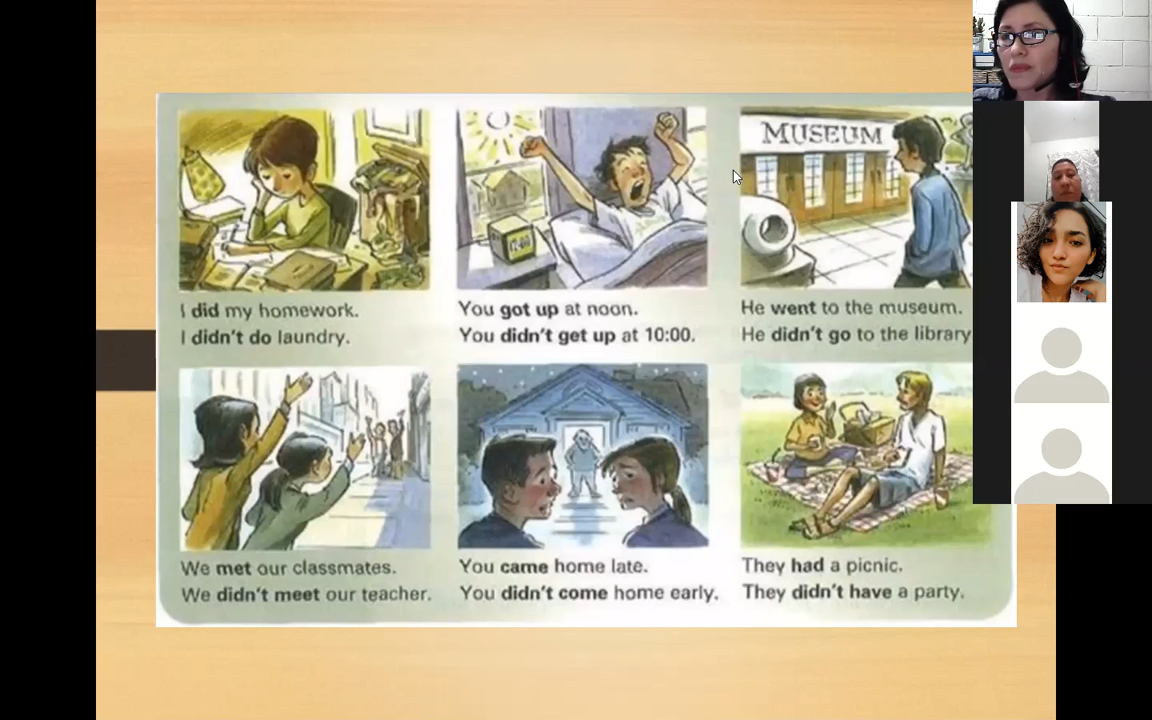 MUSEUM
I did my homework.
I didn't do laundry.
You got up at noon.
You didn't get up at 10:00.
He went to the museum.
He didn't go to the library
We met our classmates.
We didn't meet our teacher.
You came home late.
You didn't come home early.
They had a picnic.
They didn't have a party.